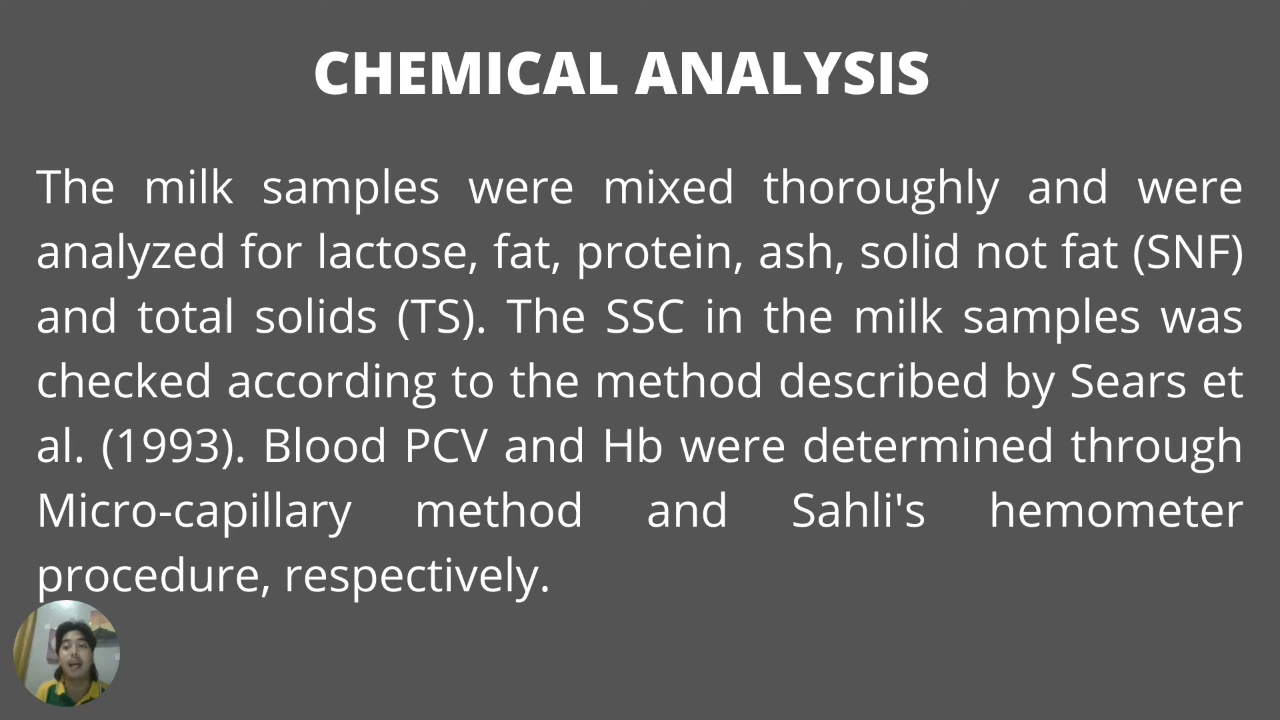 CHEMICAL ANALYSIS
The milk samples were mixed thoroughly and were
analyzed for lactose, fat, protein, ash, solid not fat (SNF)
and total solids (TS). The SSC in the milk samples was
checked according to the method described by Sears et
al. (1993). Blood PCV and Hb were determined through
Micro-capillary method and Sahli's hemometer
procedure, respectively.